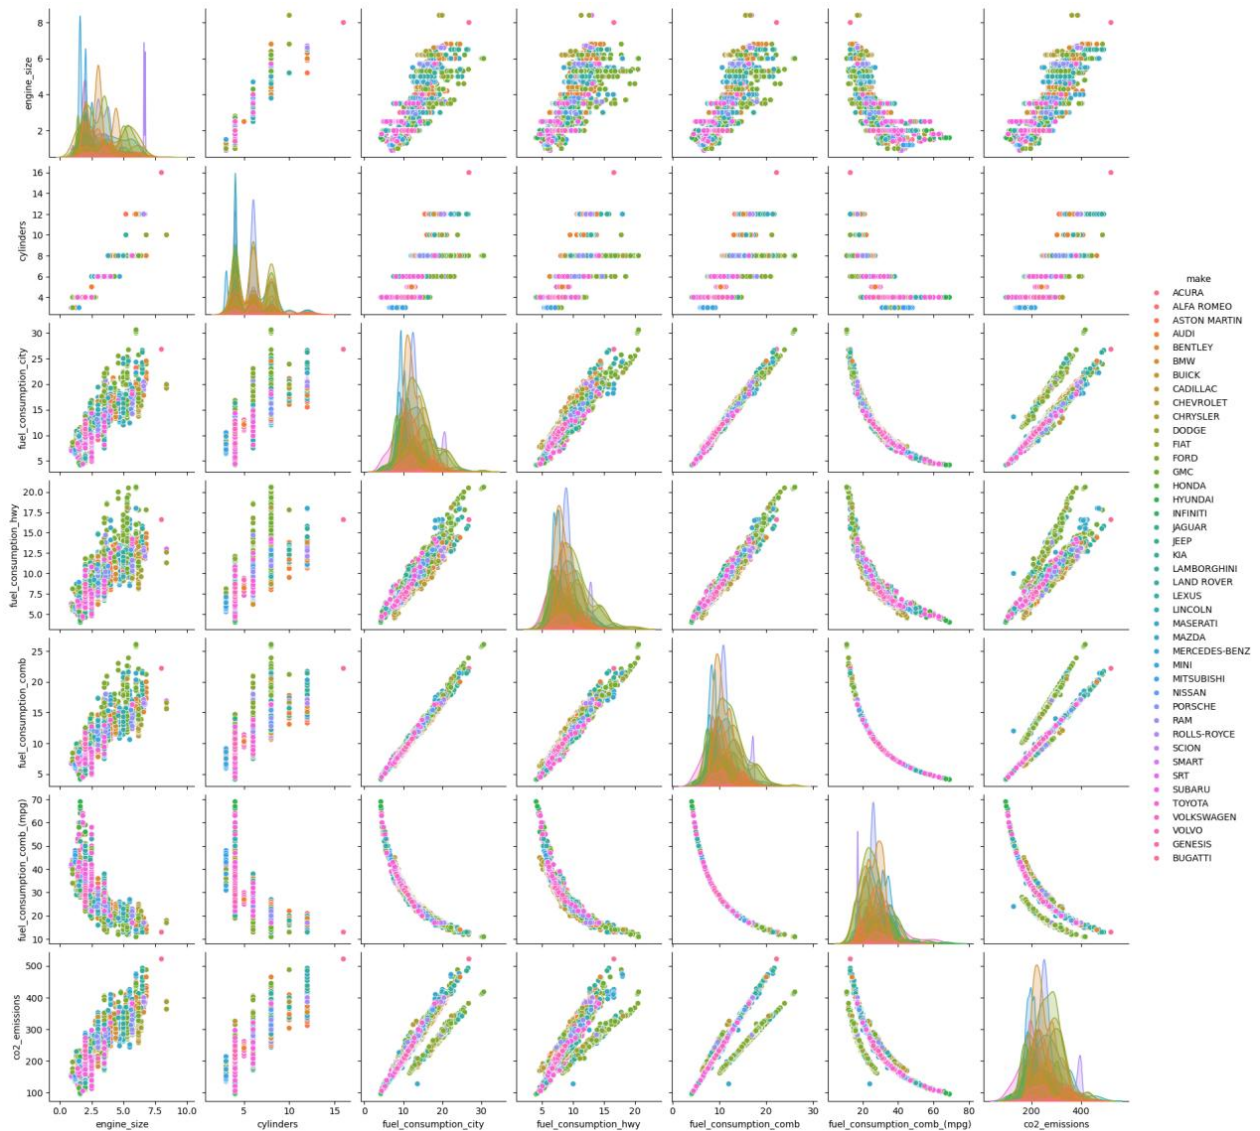 8
6
4
2
engine_size
16
14
12
10
8
6
4
cylinders
30
25
20
15
10
5
fuel_consumption_city
20.0
17.5
15.0
12.5
10.0
7.5
5.0
fuel_consumption_hwy
25
20
15
10
5
fuel_consumption_comb
70
60
50
40
30
20
10
fuel_consumption_comb_(mpg)
500
400
300
200
100
co2_emissions
0.0 2.5 5.0 7.5 10.0
engine_size
5 10 15
cylinders
0 10 20 30
fuel_consumption_city
5 10 15 20
fuel_consumption_hwy
0 10 20 30
fuel_consumption_comb
0 20 40 60 80
fuel_consumption_comb_(mpg)
200 400
co2_emissions
make
ACURA
ALFA ROMEO
ASTON MARTIN
AUDI
BENTLEY
BMW
BUICK
CADILLAC
CHEVROLET
CHRYSLER
DODGE
FIAT
FORD
GMC
HONDA
HYUNDAI
INFINITI
JAGUAR
JEEP
KIA
LAMBORGHINI
LAND ROVER
LEXUS
LINCOLN
MASERATI
MAZDA
MERCEDES-BENZ
MINI
MITSUBISHI
NISSAN
PORSCHE
RAM
ROLLS-ROYCE
SCION
SMART
SRT
SUBARU
TOYOTA
VOLKSWAGEN
VOLVO
GENESIS
BUGATTI